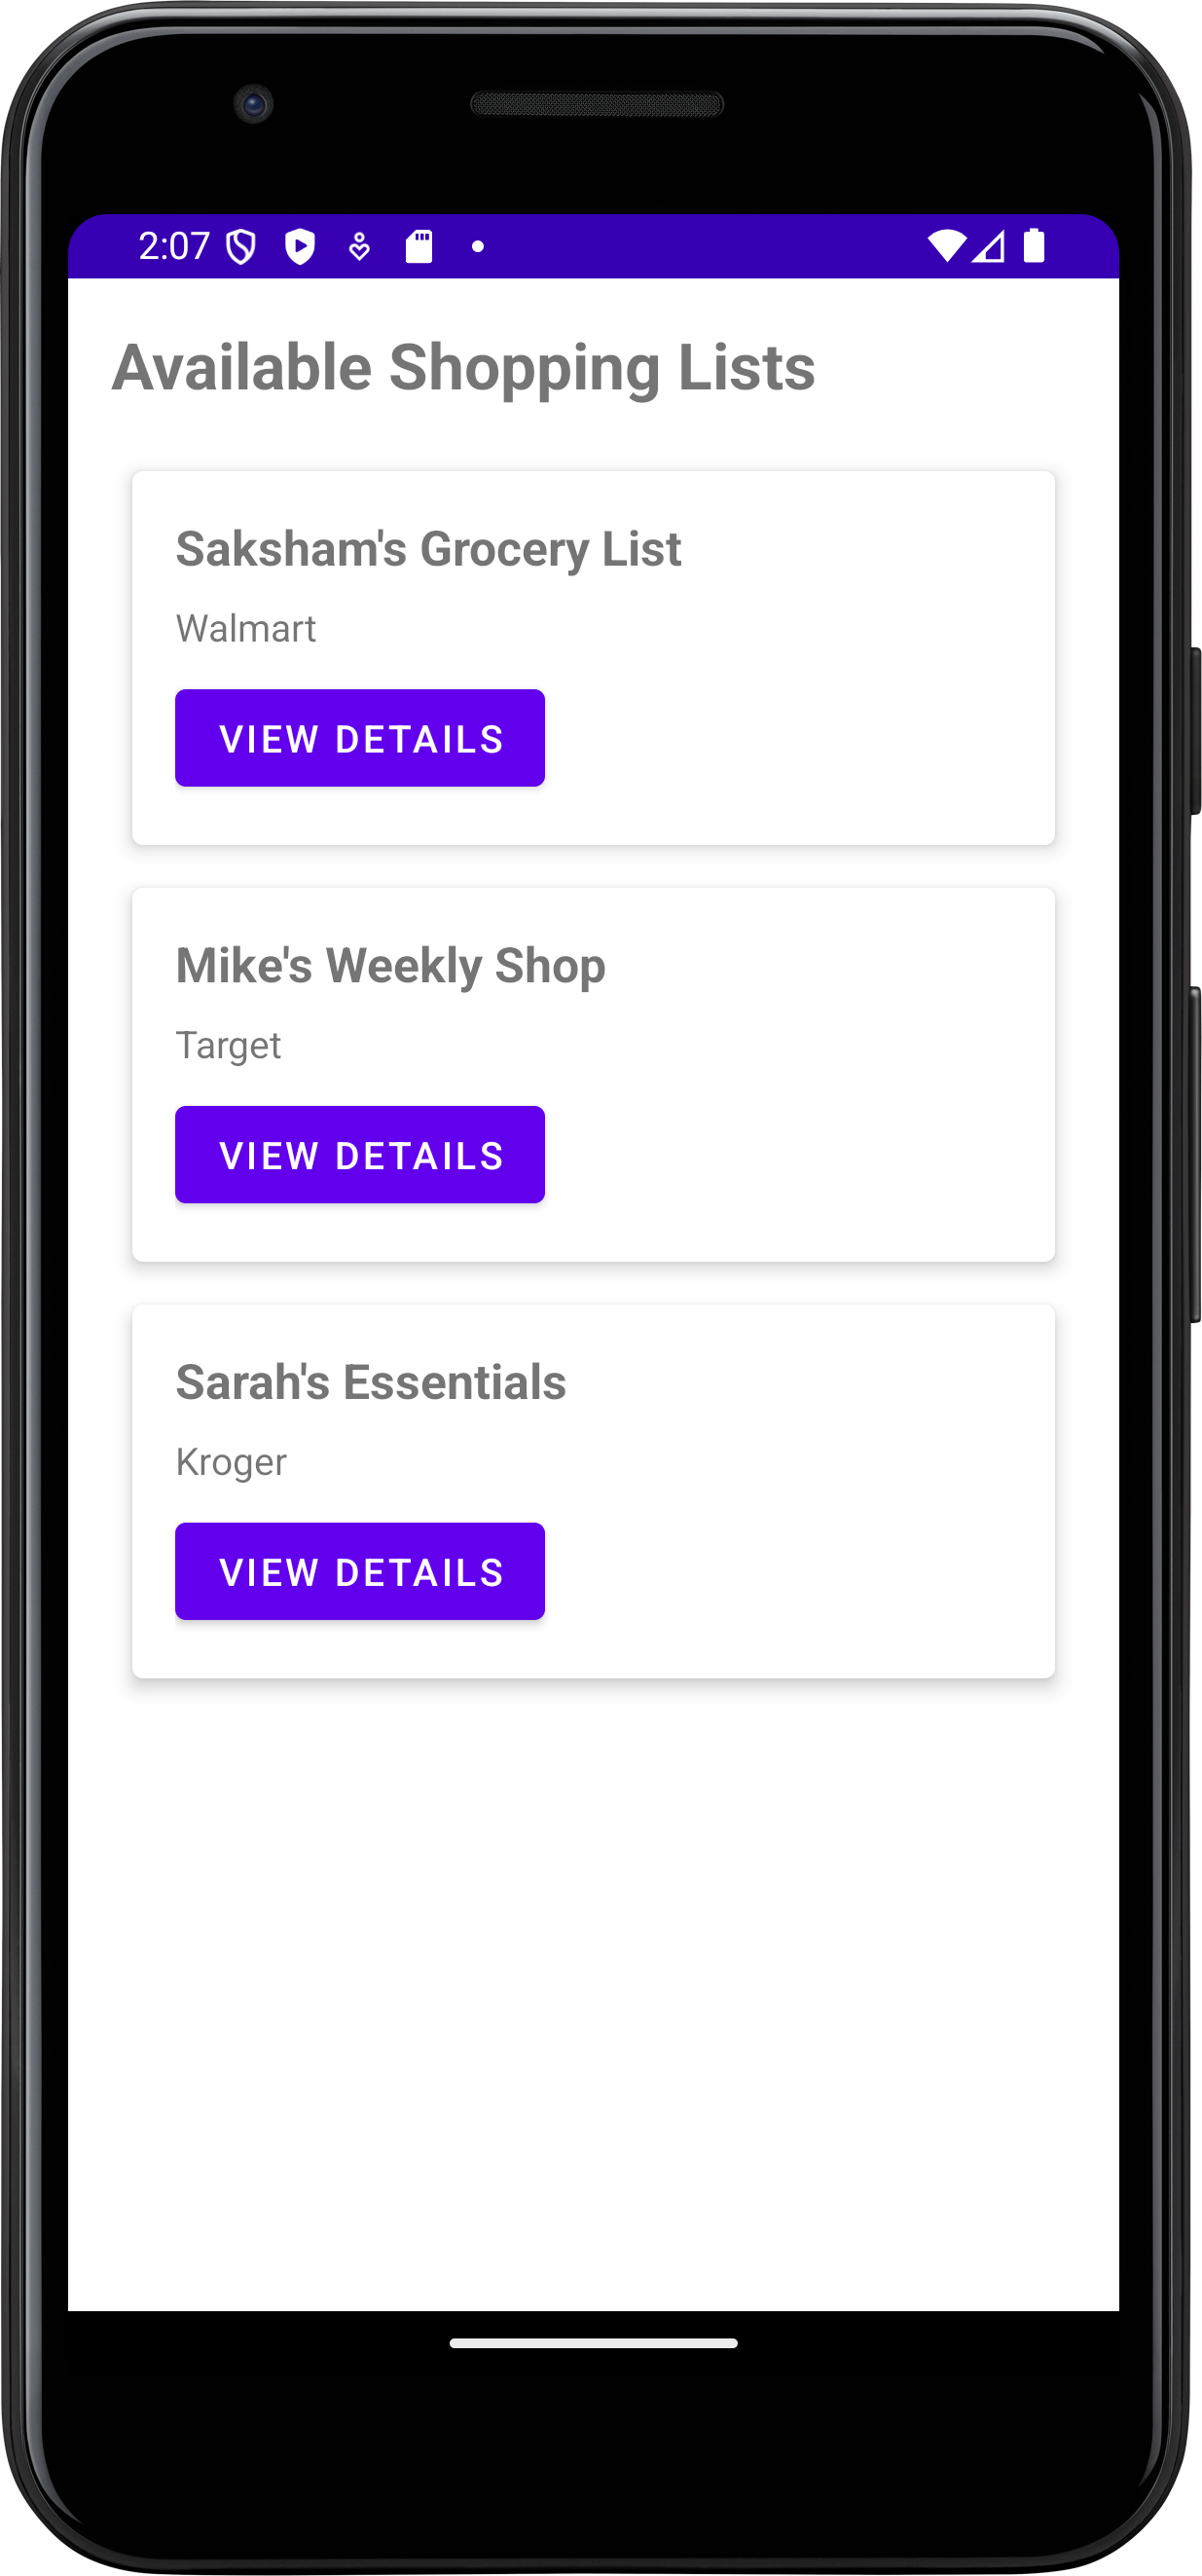 2:07
Available Shopping Lists
Saksham's Grocery List
Walmart
VIEW DETAILS
Mike's Weekly Shop
Target
VIEW DETAILS
Sarah's Essentials
Kroger
VIEW DETAILS